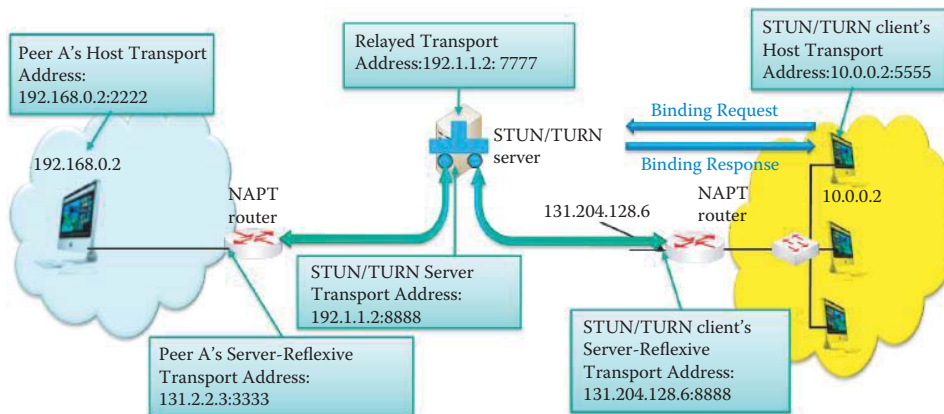 Peer A's Host Transport
Address:
192.168.0.2:2222
Relayed Transport
Address:192.1.1.2: 7777
STUN/TURN client's
Host Transport
Address:10.0.0.2:5555
Binding Request
Binding Response
STUN/TURN
server
192.168.0.2
NAPT
router
131.204.128.6
NAPT
router
10.0.0.2
STUN/TURN Server
Transport Address:
192.1.1.2:8888
Peer A's Server-Reflexive
Transport Address:
131.2.2.3:3333
STUN/TURN client's
Server-Reflexive
Transport Address:
131.204.128.6:8888